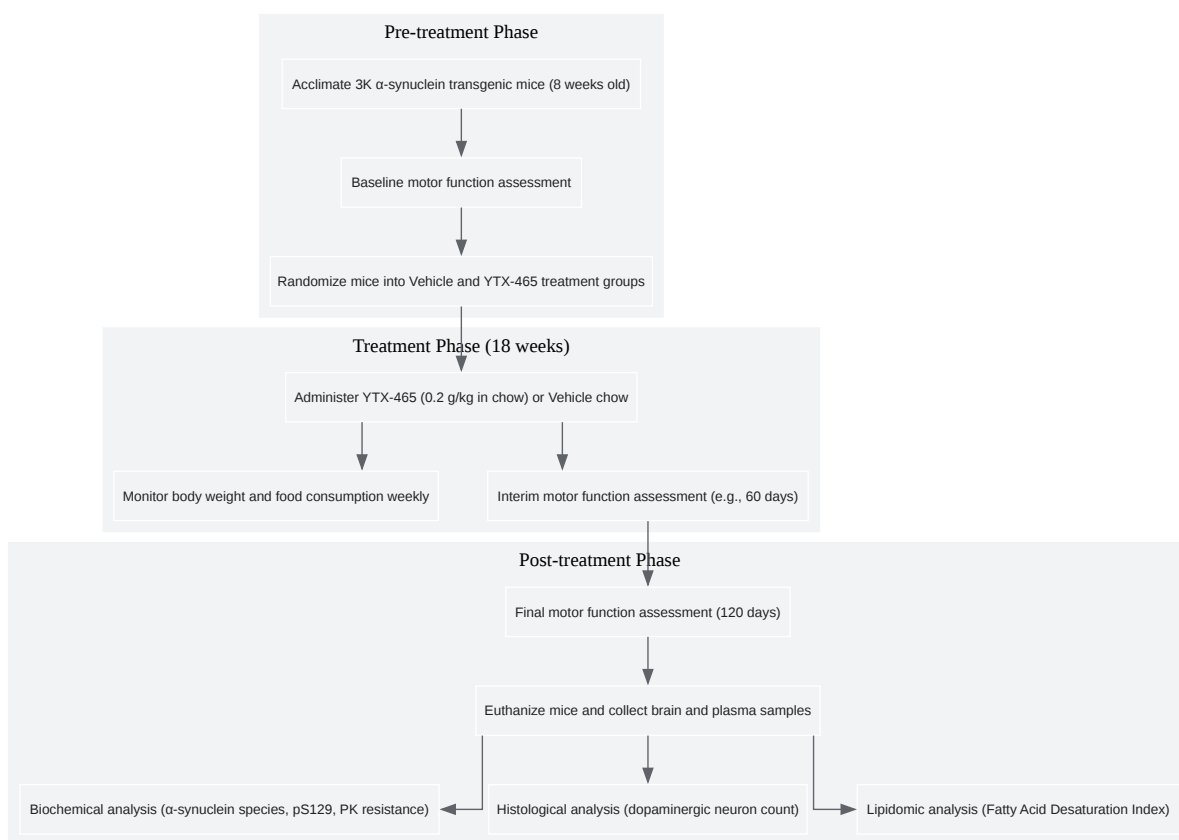 Pre-treatment Phase
Acclimate 3K α-synuclein transgenic mice (8 weeks old)
Baseline motor function assessment
Randomize mice into Vehicle and YTX-465 treatment groups
Treatment Phase (18 weeks)
Administer YTX-465 (0.2 g/kg in chow) or Vehicle chow
Monitor body weight and food consumption weekly
Interim motor function assessment (e.g., 60 days)
Post-treatment Phase
Final motor function assessment (120 days)
Euthanize mice and collect brain and plasma samples
Biochemical analysis (α-synuclein species, pS129, PK resistance)
Histological analysis (dopaminergic neuron count)
Lipidomic analysis (Fatty Acid Desaturation Index)